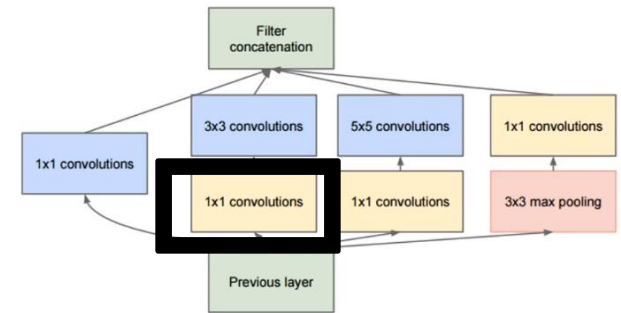 Filter
concatenation
3x3 convolutions
5x5 convolutions
1x1 convolutions
1x1 convolutions
1x1 convolutions
1x1 convolutions
3x3 max pooling
Previous layer